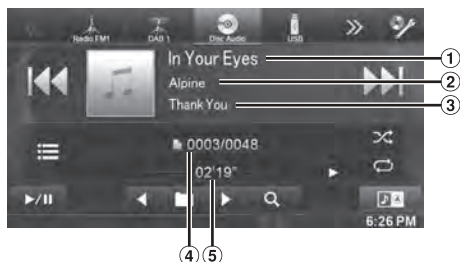 Radio FM1 DAB 1 Disc Audio USB
In Your Eyes 1
Alpine 2
Thank You 3
0003/0048
02'19"
6:26 PM
4 5